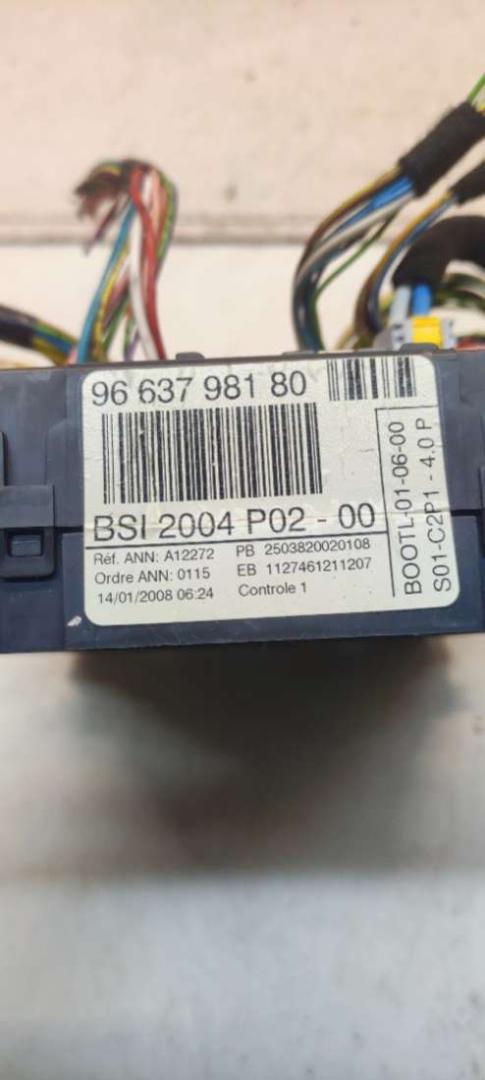 96 637 981 80
BSI 2004 P02 - 00
Réf. ANN: A12272 PB 2503820020108
Ordre ANN: 0115 EB 1127461211207
14/01/2008 06:24 Controle 1
BOOTL-01-06-00
S01-C2P1 - 4.0 P